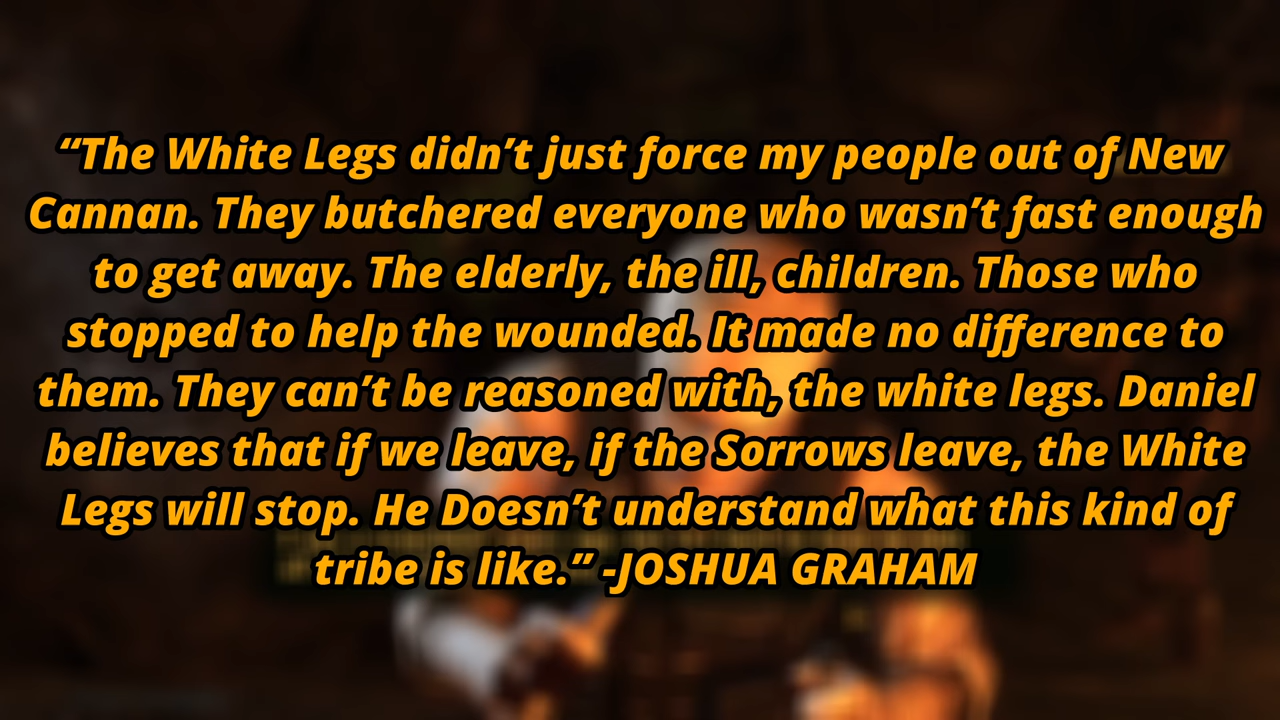 “The White Legs didn’t just force my people out of New
Cannan. They butchered everyone who wasn’t fast enough
to get away. The elderly, the ill, children. Those who
stopped to help the wounded. It made no difference to
them. They can’t be reasoned with, the white legs. Daniel
believes that if we leave, if the Sorrows leave, the White
Legs will stop. He Doesn’t understand what this kind of
tribe is like.” -JOSHUA GRAHAM